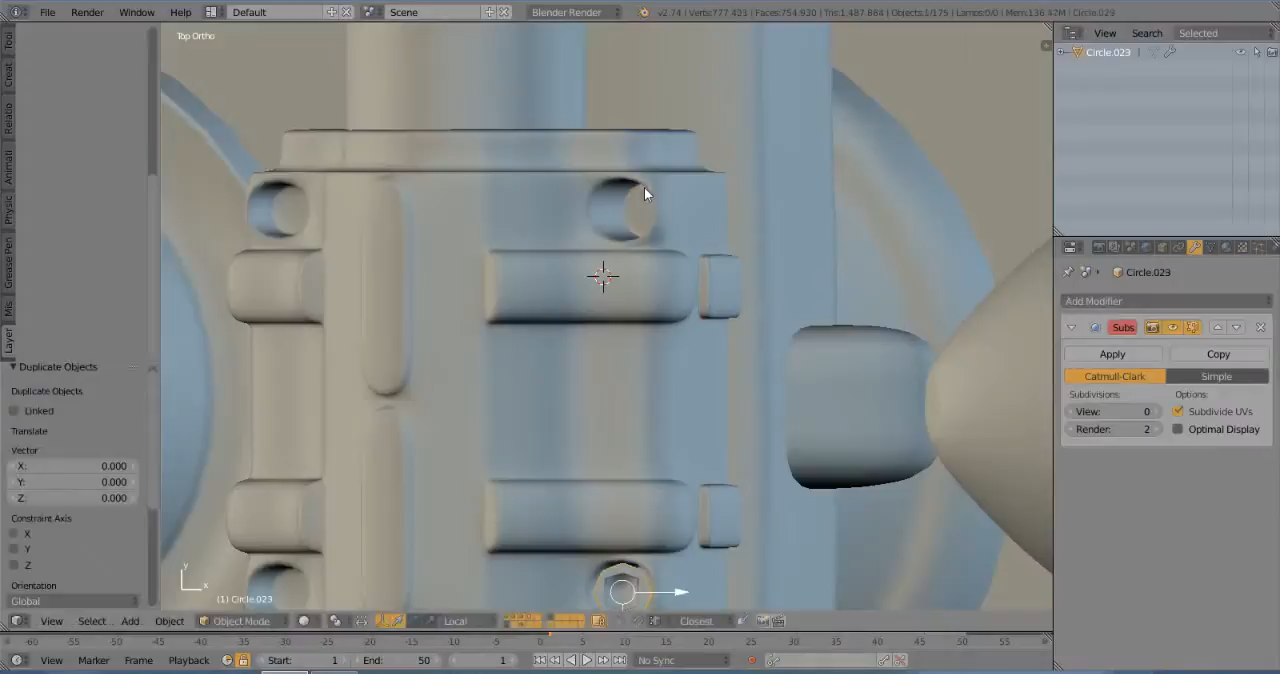 File Render Window Help Default Scene Blender Render v2.74 | Verts:777,433 | Faces:754,930 | Tris:1,487,884 | Objects:1/175 | Lamps:0/0 | Mem:136.42M | Circle.029
Top Ortho
View Search Selected
Circle.023
Tool
Creat
Relatio
Animati
Physic
Grease Pen
Mis
Layer
Circle.023
Add Modifier
Subs
Apply Copy
Catmull-Clark Simple
Subdivisions: Options:
View: 0 Subdivide UVs
Render: 2 Optimal Display
Duplicate Objects
Duplicate Objects
Linked
Translate
Vector
X: 0.000
Y: 0.000
Z: 0.000
Constraint Axis
X
Y
Z
Orientation
Global
y
x
(1) Circle.023
View Select Add Object Object Mode Local Closest
-60 -55 -50 -45 -40 -35 -30 -25 -20 -15 -10 -5 0 5 10 15 20 25 30 35 40 45 50 55
View Marker Frame Playback Start: 1 End: 50 1 No Sync